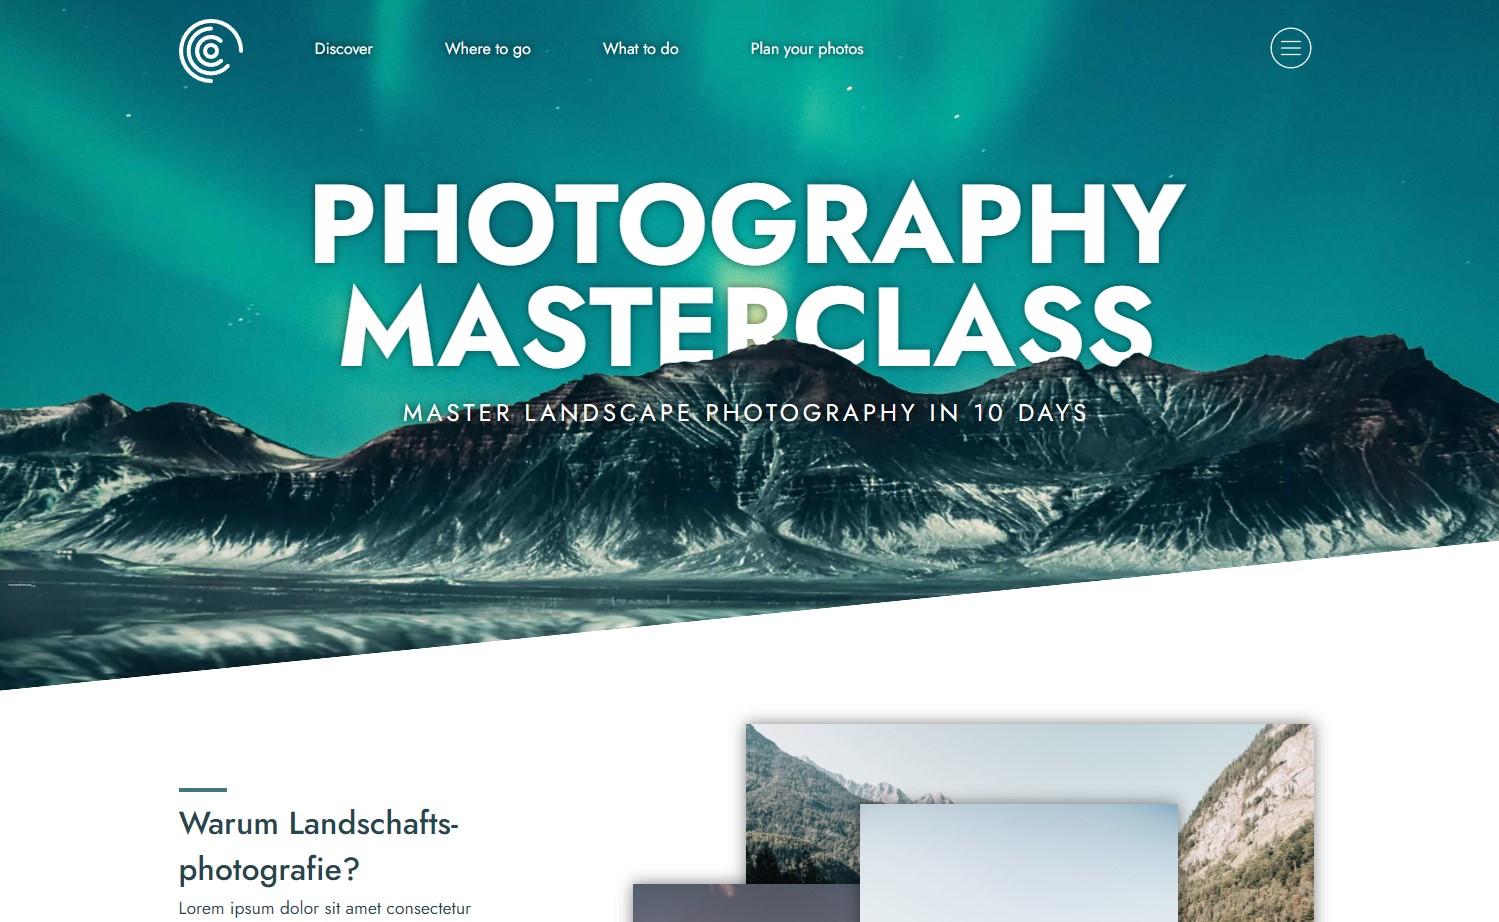 Discover
Where to go
What to do
Plan your photos
PHOTOGRAPHY
MASTERCLASS
MASTER LANDSCAPE PHOTOGRAPHY IN 10 DAYS
Warum Landschafts-
photografie?
Lorem ipsum dolor sit amet consectetur